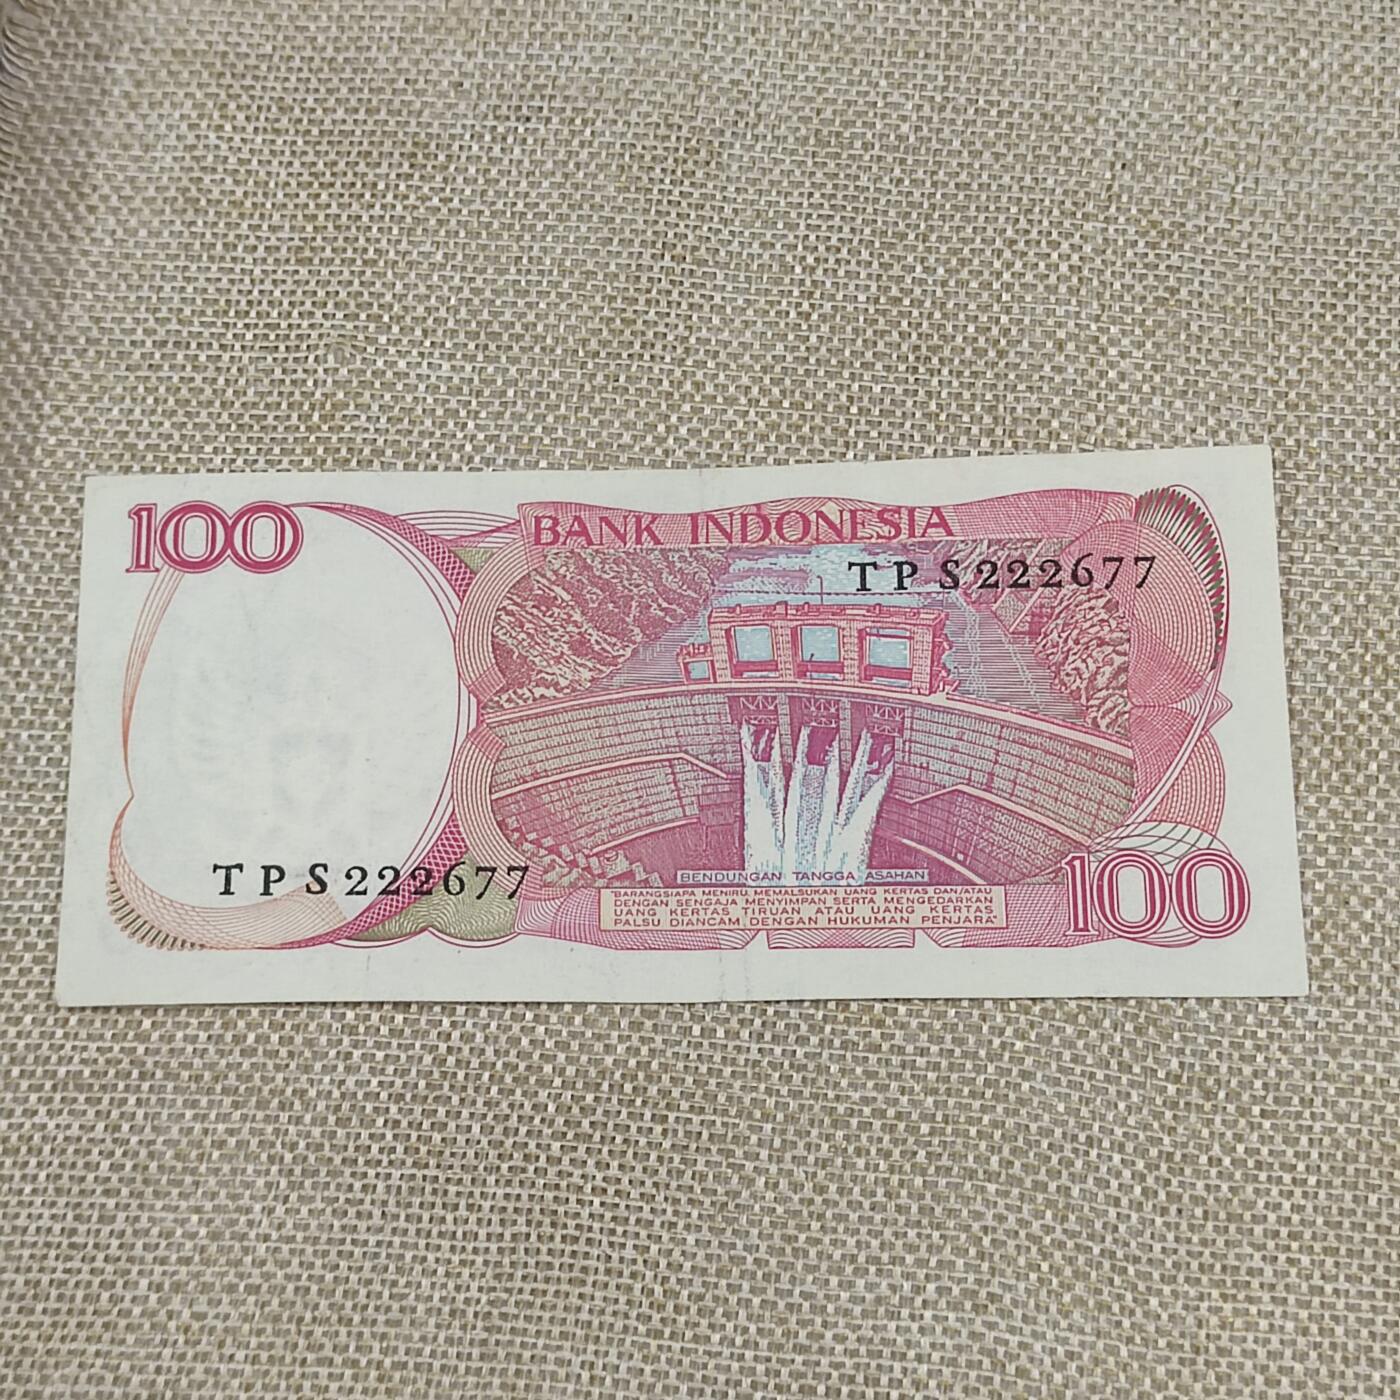 100
BANK INDONESIA
TPS222677
TPS222677
BENDUNGAN TANGGA ASAHAN
"BARANGSIAPA MENIRU, MEMALSUKAN UANG KERTAS DAN/ATAU
DENGAN SENGAJA MENYIMPAN SERTA MENGEDARKAN
UANG KERTAS TIRUAN ATAU UANG KERTAS
PALSU DIANCAM DENGAN HUKUMAN PENJARA"
100